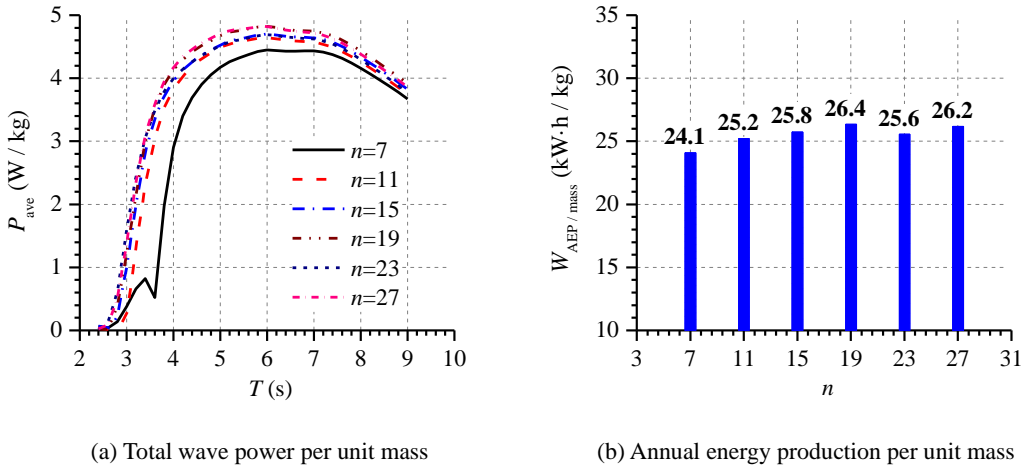 5
4
3
2
1
0
P_ave (W / kg)
n=7
n=11
n=15
n=19
n=23
n=27
2 3 4 5 6 7 8 9 10
T (s)
(a) Total wave power per unit mass
35
30
25
20
15
10
W_AEP / mass (kW·h / kg)
24.1 25.2 25.8 26.4 25.6 26.2
3 7 11 15 19 23 27 31
n
(b) Annual energy production per unit mass